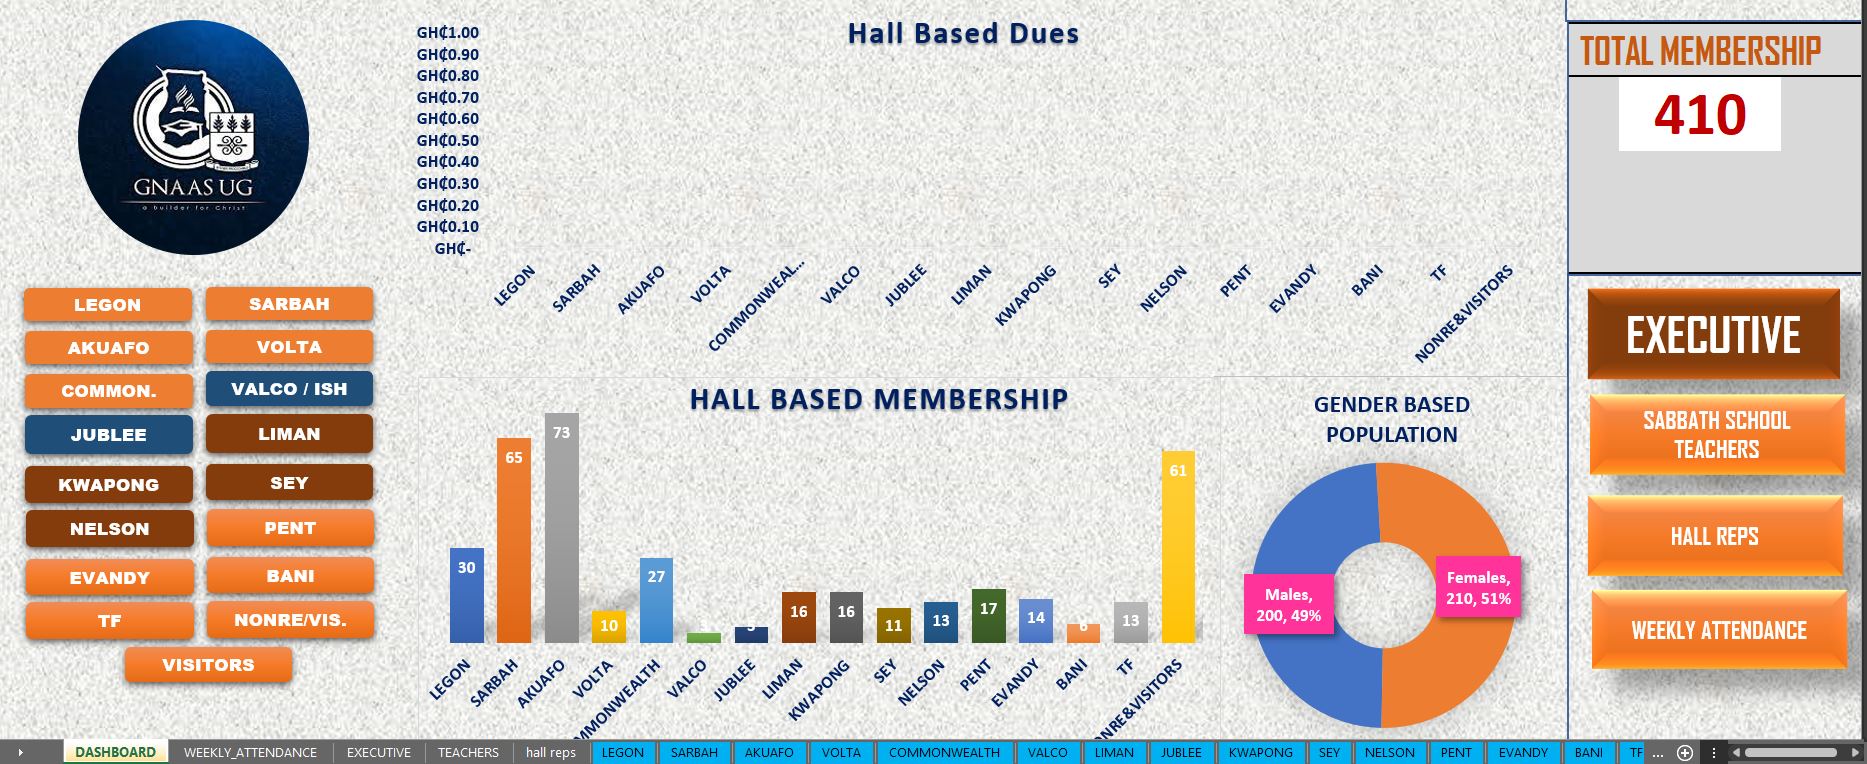 GNAAS UG
a builder for Christ
LEGON
SARBAH
AKUAFO
VOLTA
COMMON.
VALCO / ISH
JUBLEE
LIMAN
KWAPONG
SEY
NELSON
PENT
EVANDY
BANI
TF
NONRE/VIS.
VISITORS
Hall Based Dues
GH₵1.00
GH₵0.90
GH₵0.80
GH₵0.70
GH₵0.60
GH₵0.50
GH₵0.40
GH₵0.30
GH₵0.20
GH₵0.10
GH₵-
LEGON
SARBAH
AKUAFO
VOLTA
COMMONWEAL...
VALCO
JUBLEE
LIMAN
KWAPONG
SEY
NELSON
PENT
EVANDY
BANI
TF
NONRE&VISITORS
HALL BASED MEMBERSHIP
30
65
73
10
27
16
16
11
13
17
14
6
13
61
LEGON
SARBAH
AKUAFO
VOLTA
MMONWEALTH
VALCO
JUBLEE
LIMAN
KWAPONG
SEY
NELSON
PENT
EVANDY
BANI
TF
ONRE&VISITORS
GENDER BASED
POPULATION
Males,
200, 49%
Females,
210, 51%
TOTAL MEMBERSHIP
410
EXECUTIVE
SABBATH SCHOOL
TEACHERS
HALL REPS
WEEKLY ATTENDANCE
DASHBOARD WEEKLY_ATTENDANCE EXECUTIVE TEACHERS hall reps LEGON SARBAH AKUAFO VOLTA COMMONWEALTH VALCO LIMAN JUBLEE KWAPONG SEY NELSON PENT EVANDY BANI TF ...